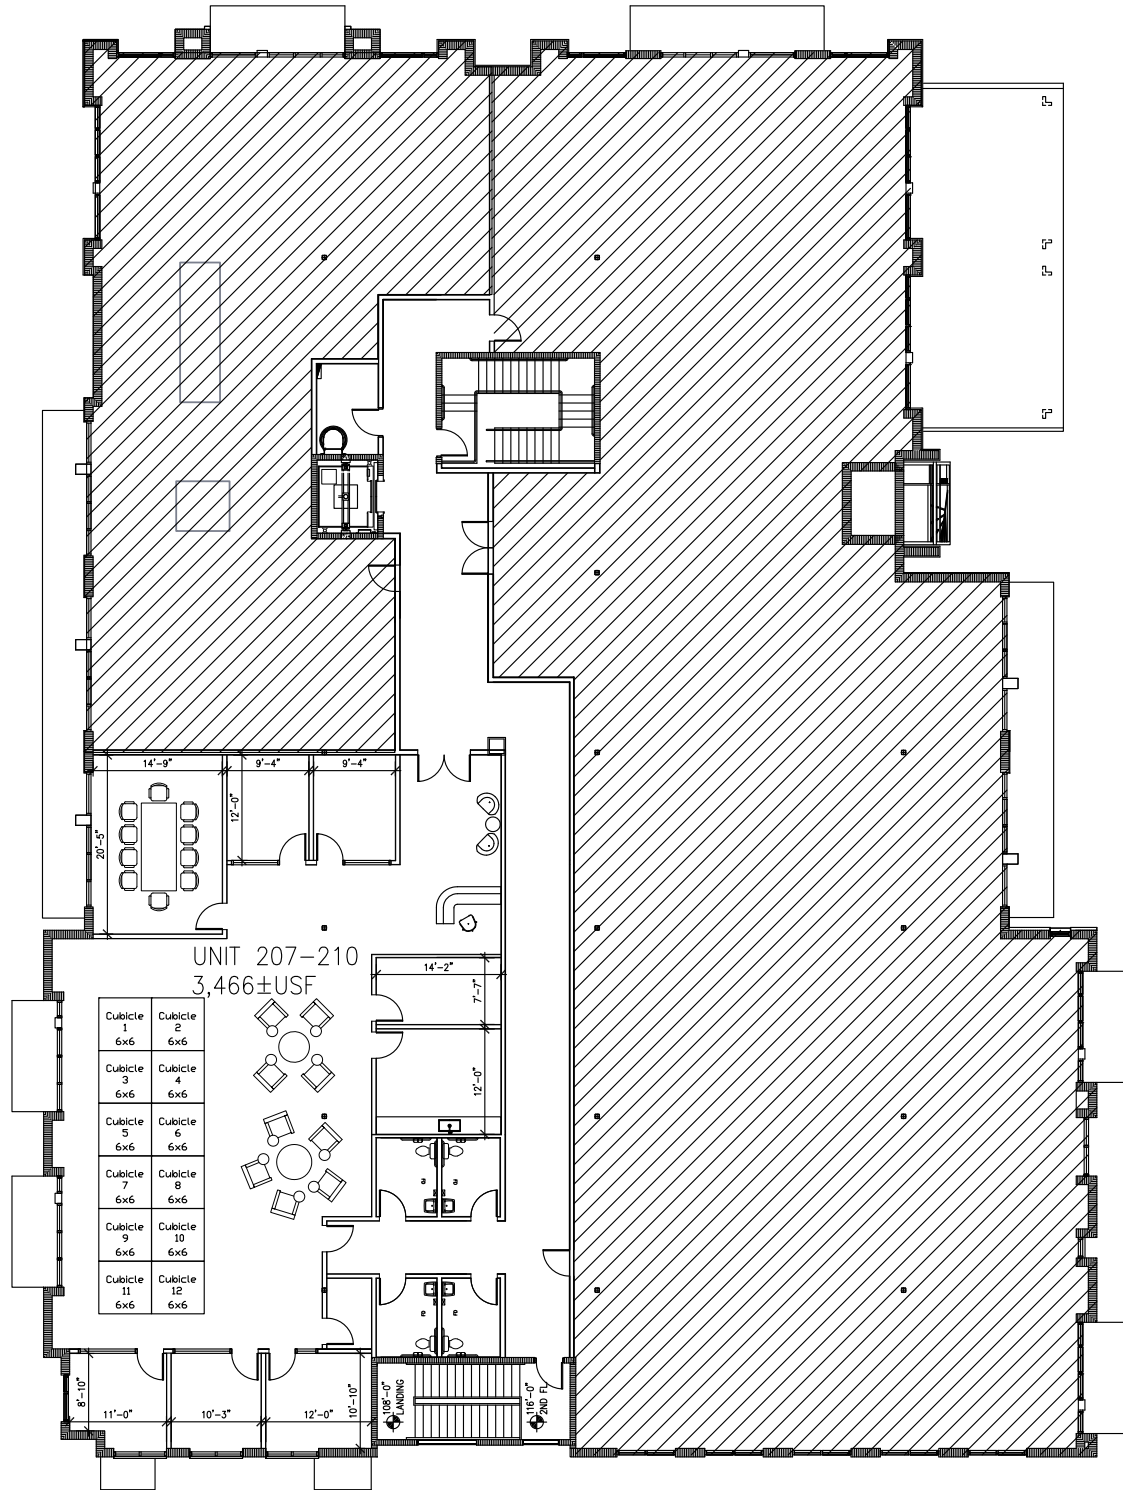 14'-9"
9'-4"
9'-4"
12'-0"
20'-5"
UNIT 207-210
3,466±USF
14'-2"
7'-7"
12'-0"
Cubicle
1
6x6
Cubicle
2
6x6
Cubicle
3
6x6
Cubicle
4
6x6
Cubicle
5
6x6
Cubicle
6
6x6
Cubicle
7
6x6
Cubicle
8
6x6
Cubicle
9
6x6
Cubicle
10
6x6
Cubicle
11
6x6
Cubicle
12
6x6
8'-10"
11'-0"
10'-3"
12'-0"
10'-10"
108'-0"
LANDING
116'-0"
2ND FL